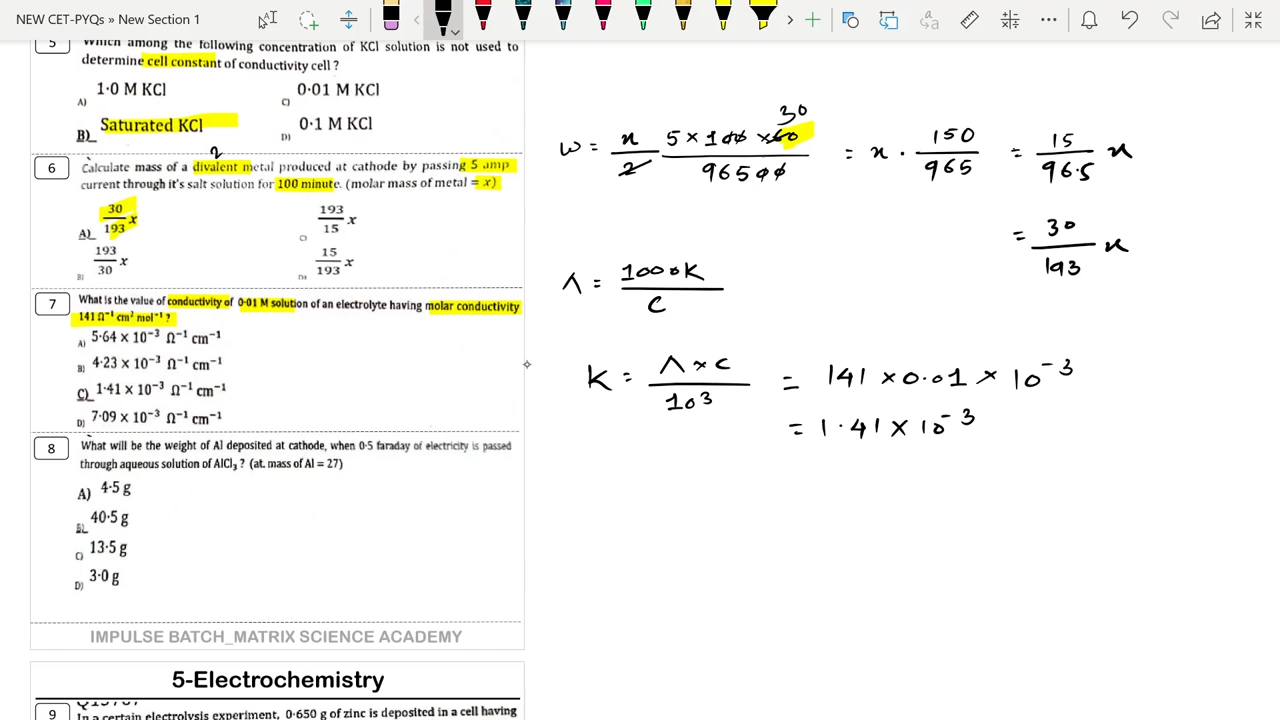 NEW CET-PYQs » New Section 1
5 Which among the following concentration of KCl solution is not used to
determine cell constant of conductivity cell ?
A) 1·0 M KCl C) 0·01 M KCl
B) Saturated KCl D) 0·1 M KCl
2
6 Calculate mass of a divalent metal produced at cathode by passing 5 amp
current through it's salt solution for 100 minute. (molar mass of metal = x)
A) 30/193 x C) 193/15 x
B) 193/30 x D) 15/193 x
7 What is the value of conductivity of 0·01 M solution of an electrolyte having molar conductivity
141 Ω⁻¹ cm² mol⁻¹ ?
A) 5·64 × 10⁻³ Ω⁻¹ cm⁻¹
B) 4·23 × 10⁻³ Ω⁻¹ cm⁻¹
C) 1·41 × 10⁻³ Ω⁻¹ cm⁻¹
D) 7·09 × 10⁻³ Ω⁻¹ cm⁻¹
8 What will be the weight of Al deposited at cathode, when 0·5 faraday of electricity is passed
through aqueous solution of AlCl₃ ? (at. mass of Al = 27)
A) 4·5 g
B) 40·5 g
C) 13·5 g
D) 3·0 g
IMPULSE BATCH_MATRIX SCIENCE ACADEMY
5-Electrochemistry
9 In a certain electrolysis experiment, 0·650 g of zinc is deposited in a cell having
30
w = x/2 5 × 100 × 60/96500 = x · 150/965 = 15/96.5 x
= 30/193 x
Λ = 1000K/C
K = Λ × C/10³ = 141 × 0.01 × 10⁻³
= 1.41 × 10⁻³